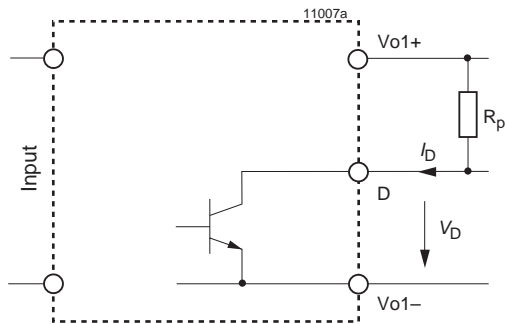 11007a
Vo1+
Rp
ID
D
Input
VD
Vo1–